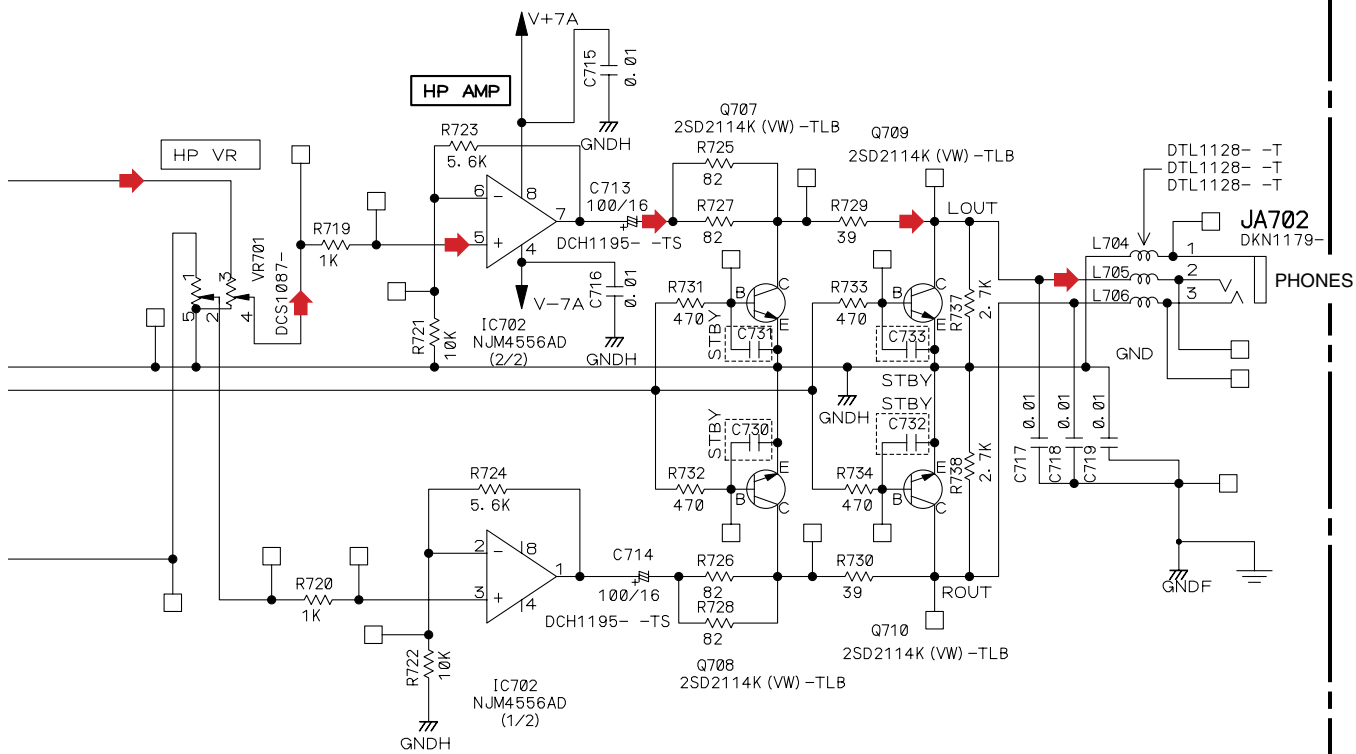 V+7A
C715
0.01
HP AMP
GNDH
HP VR
R723
5.6K
6
8
5
7
4
C713
100/16
DCH1195- -TS
Q707
2SD2114K(VW)-TLB
R725
82
R727
82
Q709
2SD2114K(VW)-TLB
R729
39
LOUT
DTL1128- -T
DTL1128- -T
DTL1128- -T
JA702
DKN1179-
L704
1
L705
2
L706
3
PHONES
GND
R719
1K
VR701
DCS1087-
1
3
5
2
4
R721
10K
V-7A
C716
0.01
GNDH
IC702
NJM4556AD
(2/2)
R731
470
B
C
E
STBY
C731
R733
470
B
C
E
C733
STBY
R737
2.7K
GNDH
STBY
C730
STBY
C732
R732
470
B
E
C
R734
470
B
E
C
R738
2.7K
C717
0.01
C718
0.01
C719
0.01
GNDF
R724
5.6K
2
8
3
1
4
C714
100/16
DCH1195- -TS
R726
82
R728
82
R730
39
ROUT
R720
1K
R722
10K
GNDH
IC702
NJM4556AD
(1/2)
Q708
2SD2114K(VW)-TLB
Q710
2SD2114K(VW)-TLB